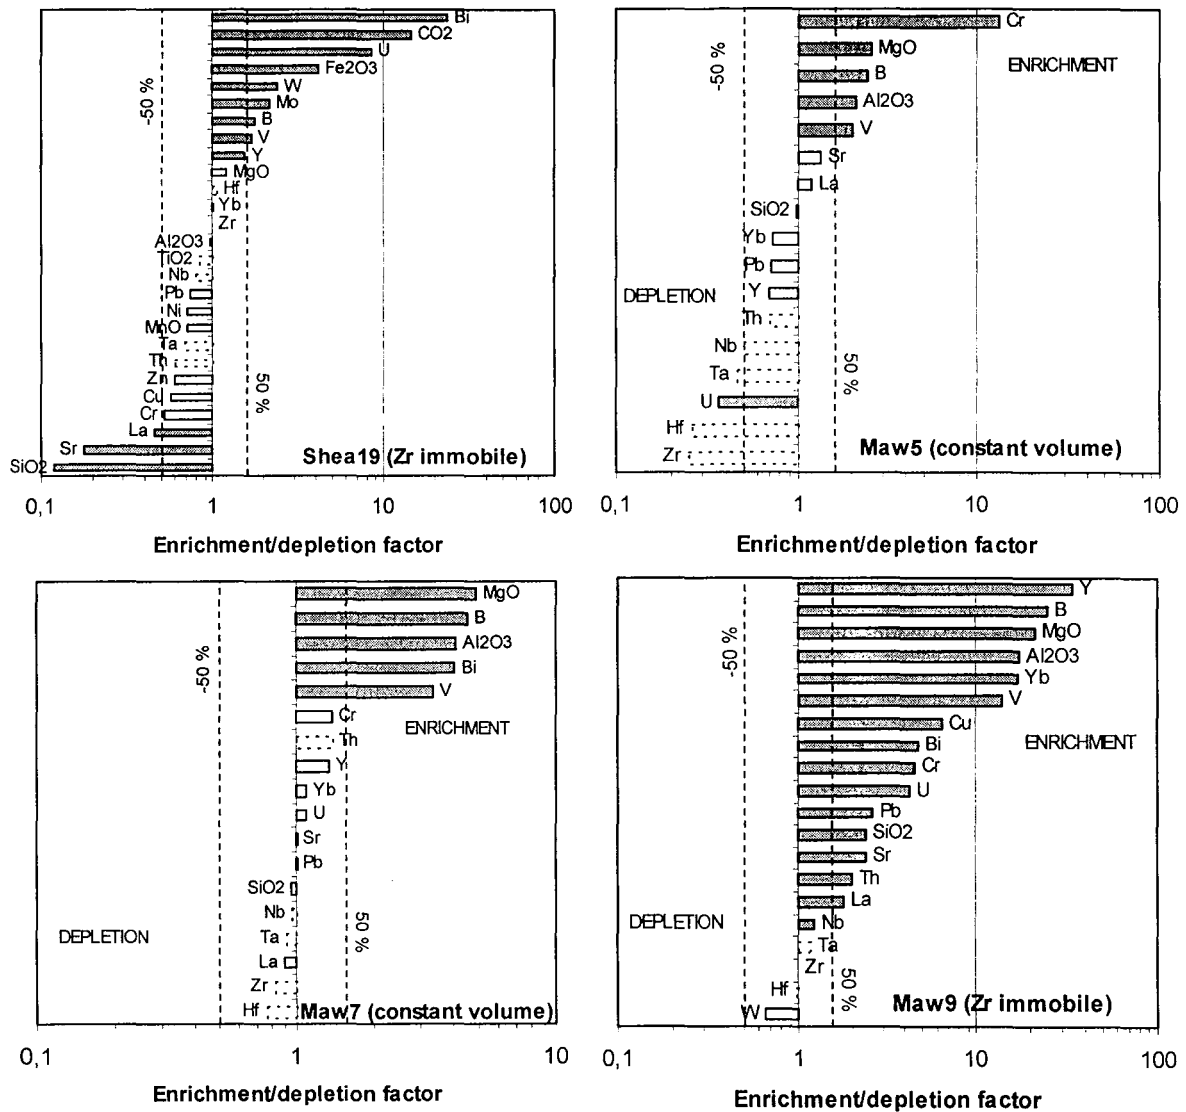 Bi
CO2
U
Fe2O3
W
Mo
B
V
Y
MgO
Hf
Yb
Zr
Al2O3
TiO2
Nb
Pb
Ni
MnO
Ta
Th
Zn
Cu
Cr
La
Sr
SiO2
-50 %
50 %
Shea19 (Zr immobile)
0,1
1
10
100
Enrichment/depletion factor
Cr
MgO
B
Al2O3
V
Sr
La
SiO2
Yb
Pb
Y
Th
Nb
Ta
U
Hf
Zr
-50 %
50 %
ENRICHMENT
DEPLETION
Maw5 (constant volume)
0,1
1
10
100
Enrichment/depletion factor
MgO
B
Al2O3
Bi
V
Cr
Th
Y
Yb
U
Sr
Pb
SiO2
Nb
Ta
La
Zr
Hf
-50 %
50 %
ENRICHMENT
DEPLETION
Maw7 (constant volume)
0,1
1
10
Enrichment/depletion factor
Y
B
MgO
Al2O3
Yb
V
Cu
Bi
Cr
U
Pb
SiO2
Sr
Th
La
Nb
Ta
Zr
Hf
W
-50 %
50 %
ENRICHMENT
DEPLETION
Maw9 (Zr immobile)
0,1
1
10
100
Enrichment/depletion factor